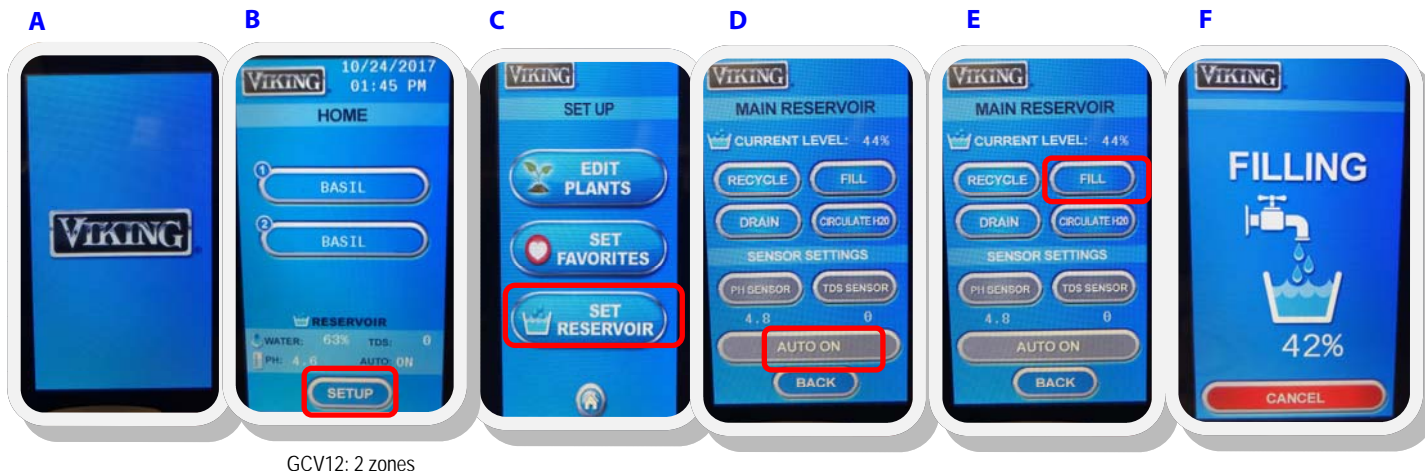 A
B
C
D
E
F
VIKING
VIKING
10/24/2017
01:45 PM
HOME
1
BASIL
2
BASIL
RESERVOIR
WATER: 63% TDS: 0
PH: 4.6 AUTO: ON
SETUP
GCV12: 2 zones
VIKING
SET UP
EDIT
PLANTS
SET
FAVORITES
SET
RESERVOIR
VIKING
MAIN RESERVOIR
CURRENT LEVEL: 44%
RECYCLE FILL
DRAIN CIRCULATE H20
SENSOR SETTINGS
PH SENSOR TDS SENSOR
4.8 0
AUTO ON
BACK
VIKING
MAIN RESERVOIR
CURRENT LEVEL: 44%
RECYCLE FILL
DRAIN CIRCULATE H20
SENSOR SETTINGS
PH SENSOR TDS SENSOR
4.8 0
AUTO ON
BACK
VIKING
FILLING
42%
CANCEL